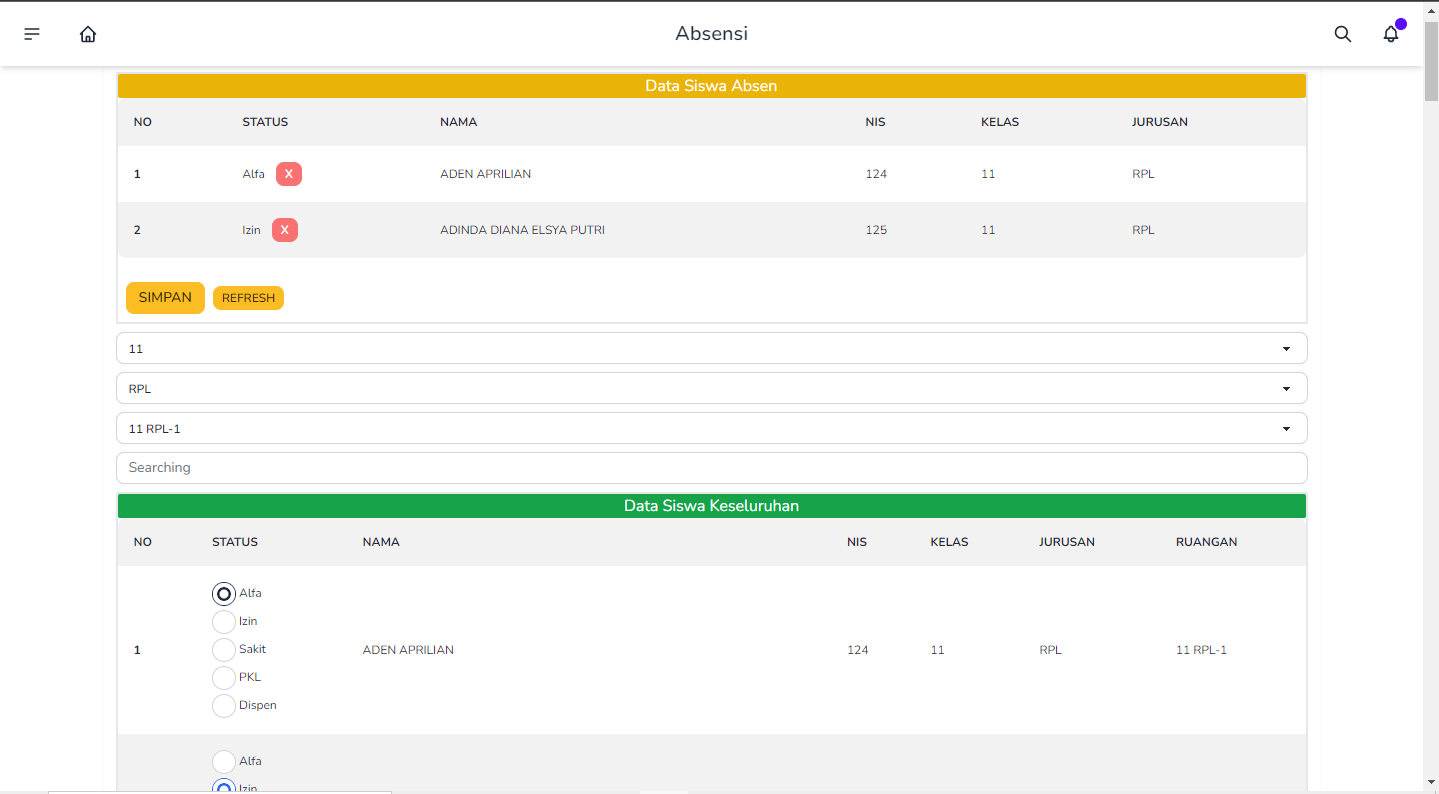 Absensi
Data Siswa Absen
NO STATUS NAMA NIS KELAS JURUSAN
1 Alfa X ADEN APRILIAN 124 11 RPL
2 Izin X ADINDA DIANA ELSYA PUTRI 125 11 RPL
SIMPAN REFRESH
11
RPL
11 RPL-1
Searching
Data Siswa Keseluruhan
NO STATUS NAMA NIS KELAS JURUSAN RUANGAN
Alfa
Izin
1 Sakit ADEN APRILIAN 124 11 RPL 11 RPL-1
PKL
Dispen
Alfa
Izin